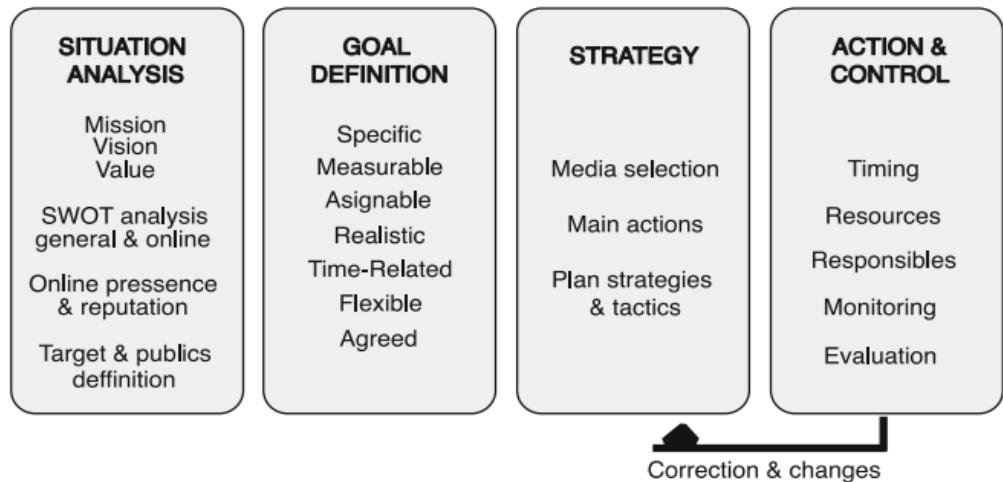 SITUATION
ANALYSIS
Mission
Vision
Value
SWOT analysis
general & online
Online pressence
& reputation
Target & publics
deffinition
GOAL
DEFINITION
Specific
Measurable
Asignable
Realistic
Time-Related
Flexible
Agreed
STRATEGY
Media selection
Main actions
Plan strategies
& tactics
ACTION &
CONTROL
Timing
Resources
Responsibles
Monitoring
Evaluation
Correction & changes